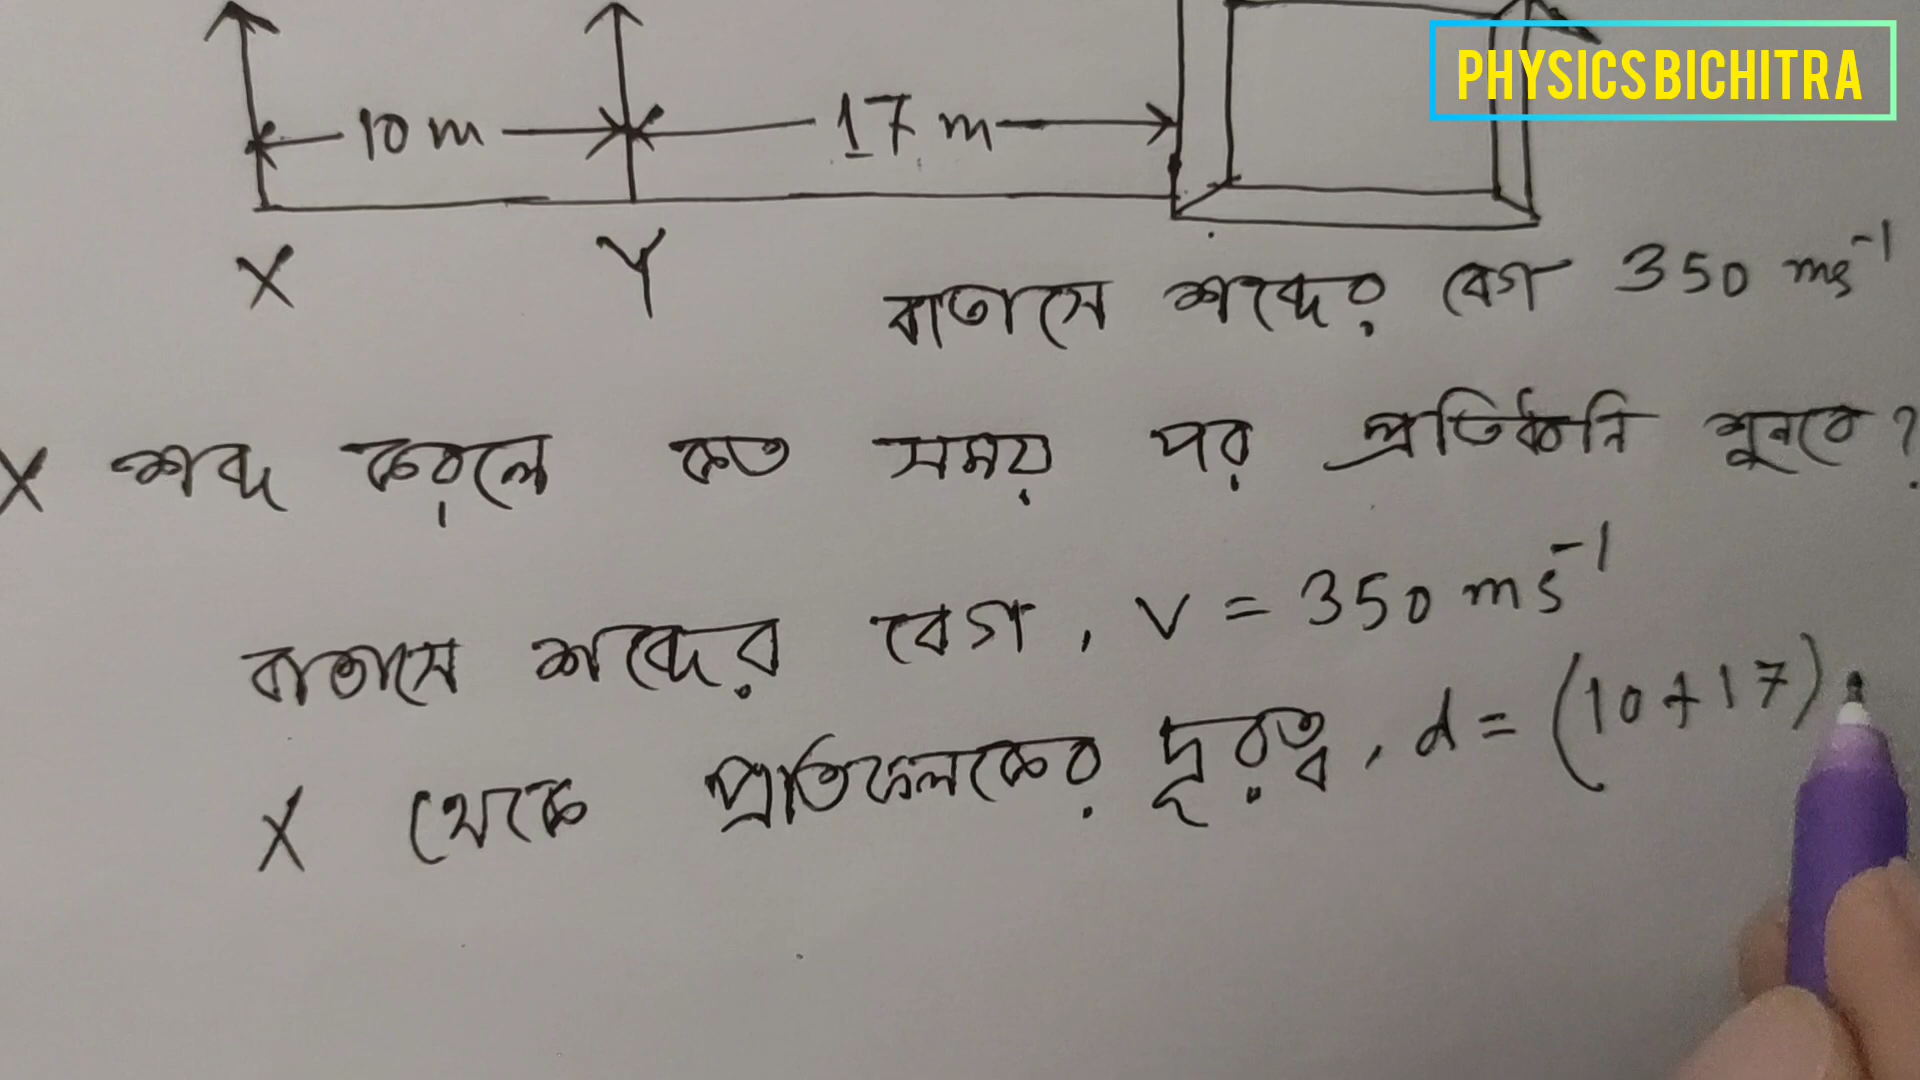 PHYSICS BICHITRA
10 m 17 m
X Y
বাতাসে শব্দের বেগ 350 ms⁻¹
X শব্দ করলে কত সময় পর প্রতিধ্বনি শুনবে?
বাতাসে শব্দের বেগ, v = 350 ms⁻¹
X থেকে প্রতিফলকের দূরত্ব, d = (10+17)